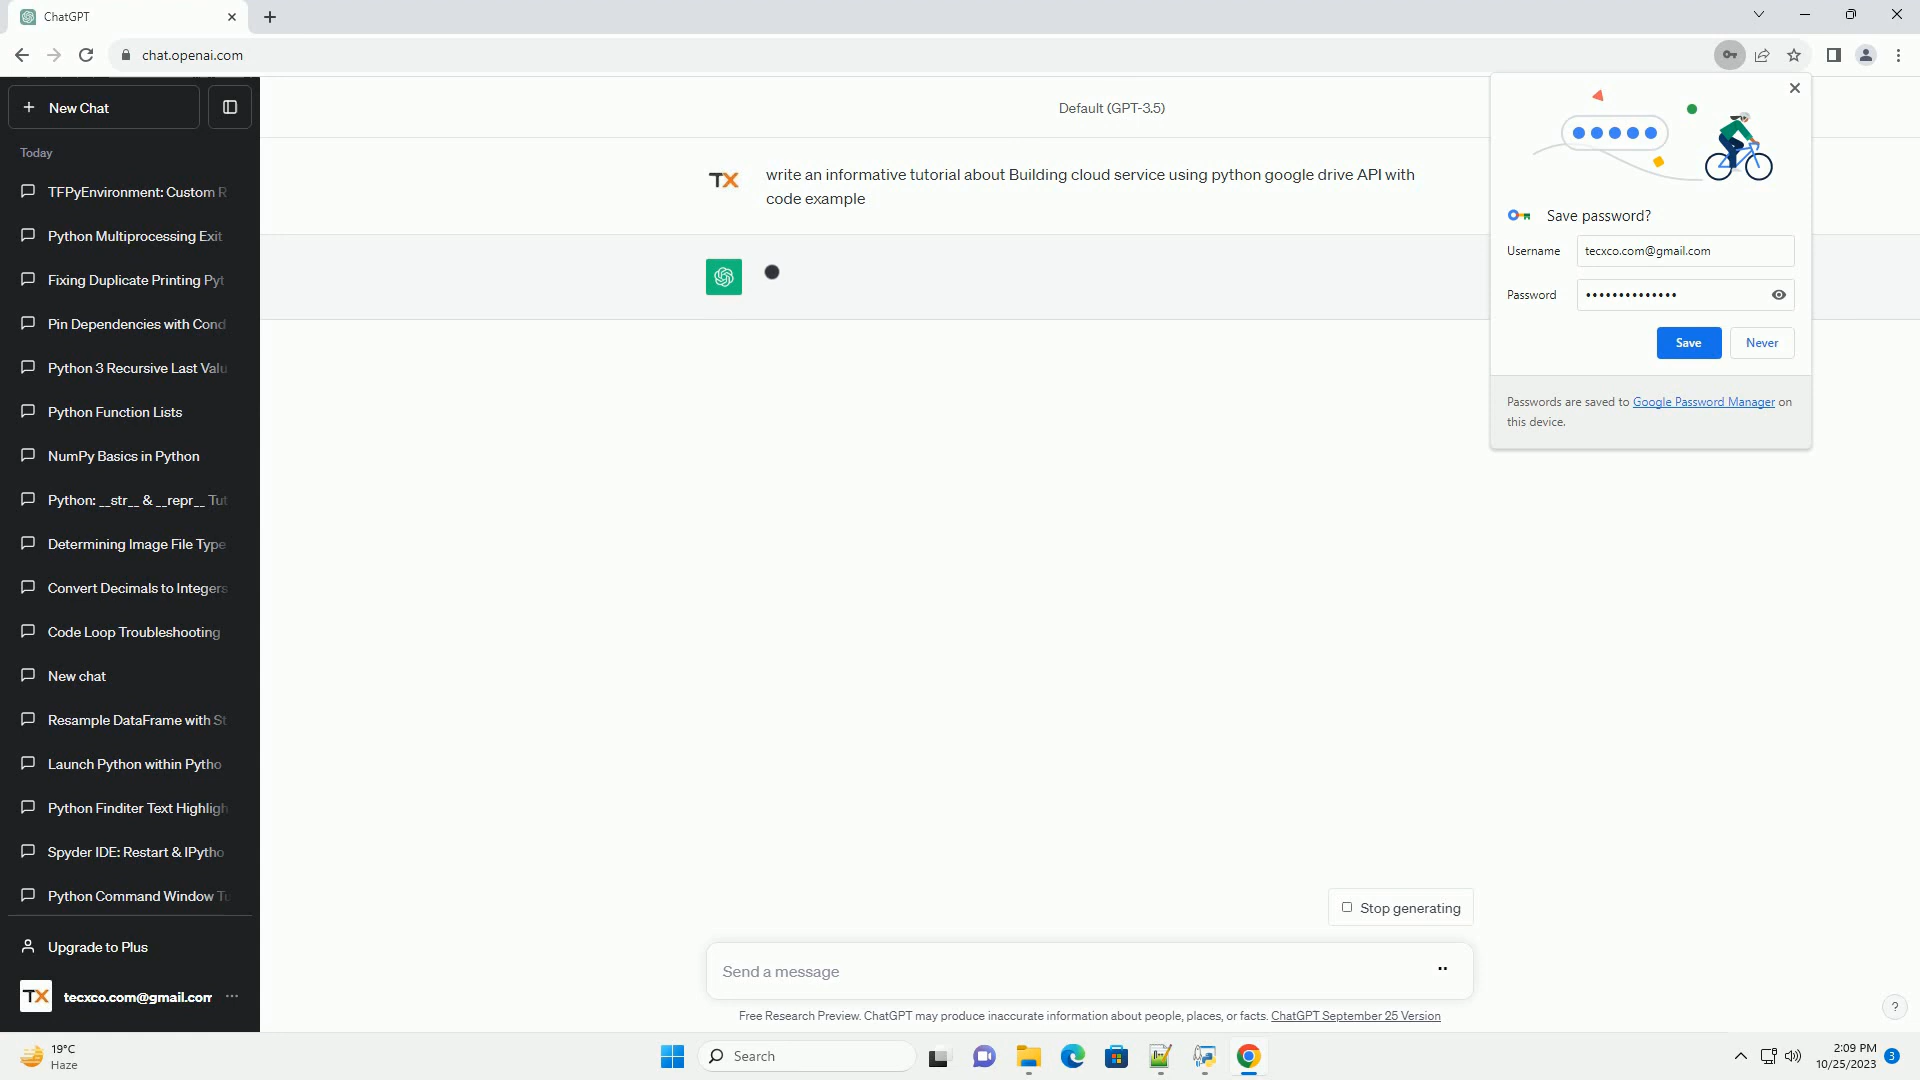 ChatGPT
chat.openai.com
New Chat
Today
TFPyEnvironment: Custom R
Python Multiprocessing Exit
Fixing Duplicate Printing Pyt
Pin Dependencies with Cond
Python 3 Recursive Last Valu
Python Function Lists
NumPy Basics in Python
Python: __str__ & __repr__ Tut
Determining Image File Type
Convert Decimals to Integers
Code Loop Troubleshooting
New chat
Resample DataFrame with St
Launch Python within Pytho
Python Finditer Text Highligh
Spyder IDE: Restart & IPytho
Python Command Window Tu
Upgrade to Plus
TX tecxco.com@gmail.com
Default (GPT-3.5)
TX
write an informative tutorial about Building cloud service using python google drive API with
code example
Save password?
Username tecxco.com@gmail.com
Password ••••••••••••••
Save Never
Passwords are saved to Google Password Manager on
this device.
Stop generating
Send a message
Free Research Preview. ChatGPT may produce inaccurate information about people, places, or facts. ChatGPT September 25 Version
?
19°C
Haze
Search
2:09 PM
10/25/2023
3